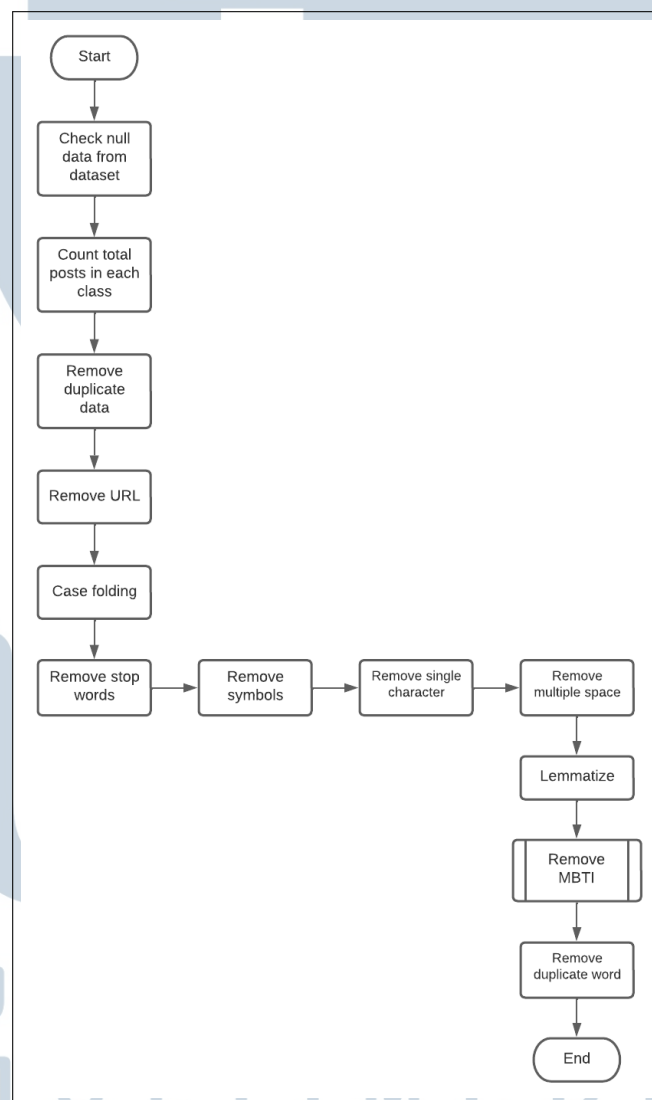 Start
Check null
data from
dataset
Count total
posts in each
class
Remove
duplicate
data
Remove URL
Case folding
Remove stop
words
Remove
symbols
Remove single
character
Remove
multiple space
Lemmatize
Remove
MBTI
Remove
duplicate word
End